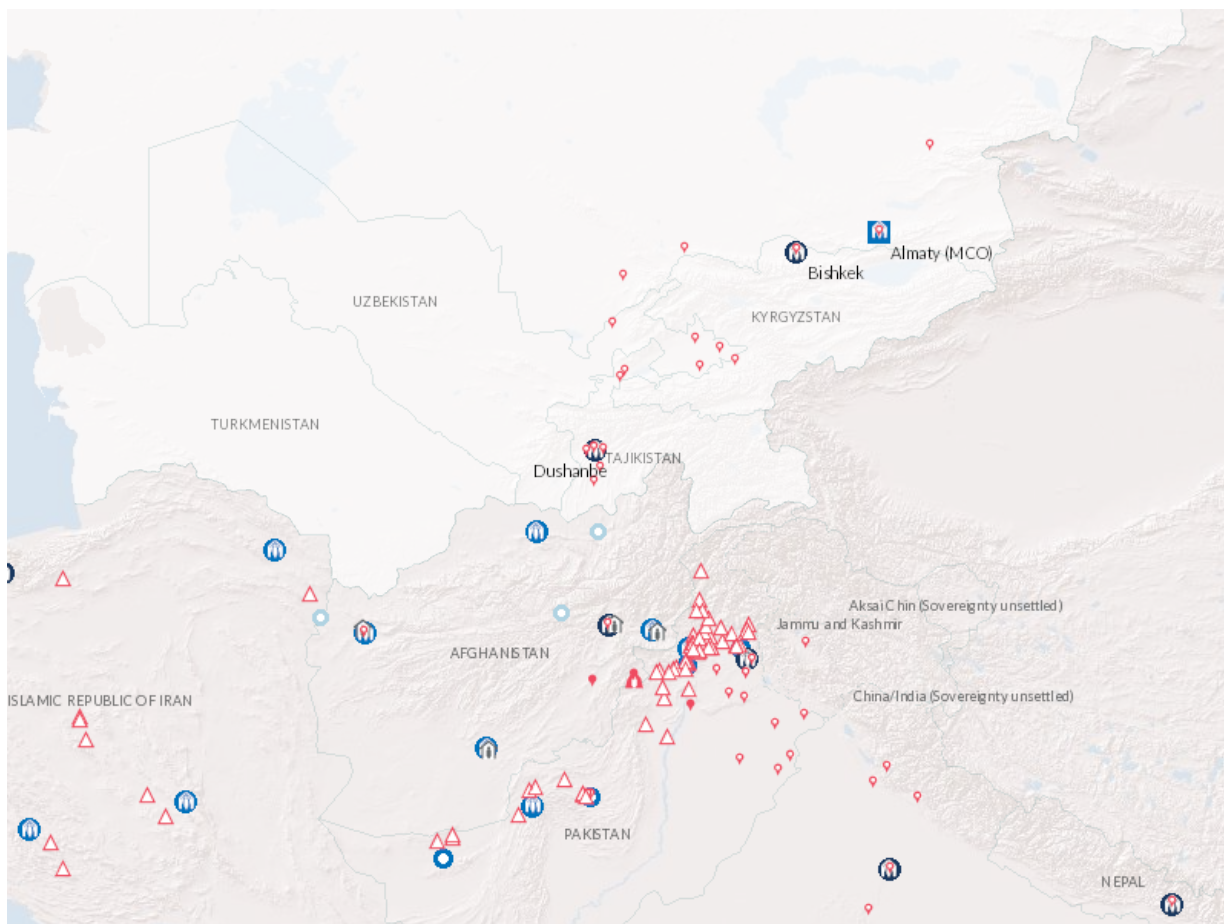 Almaty (MCO)
Bishkek
UZBEKISTAN
KYRGYZSTAN
TURKMENISTAN
TAJIKISTAN
Dushanbe
Aksai Chin (Sovereignty unsettled)
Jammu and Kashmir
AFGHANISTAN
ISLAMIC REPUBLIC OF IRAN
China/India (Sovereignty unsettled)
PAKISTAN
NEPAL